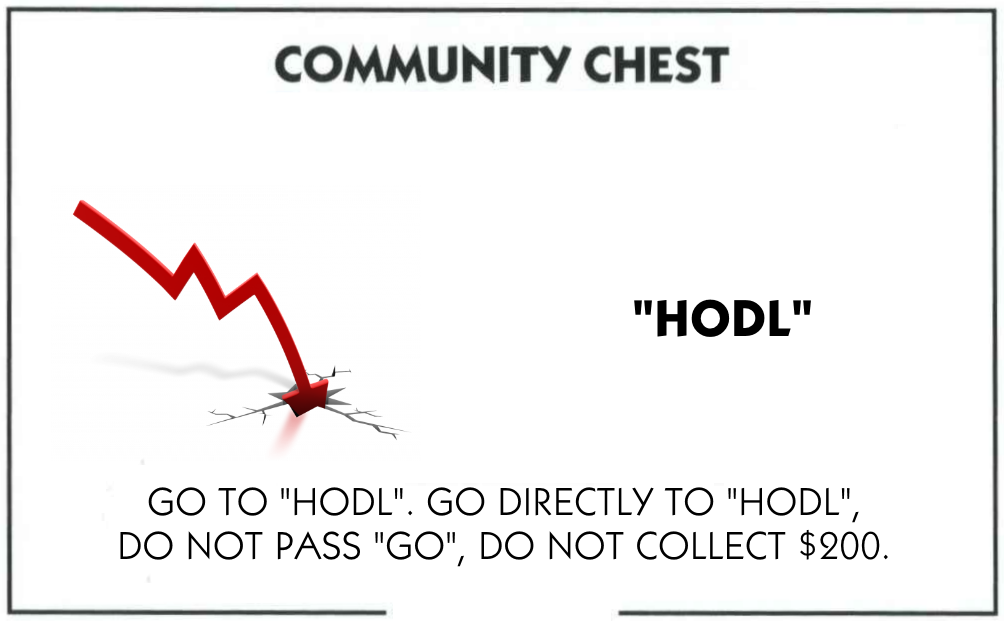 COMMUNITY CHEST
"HODL"
GO TO "HODL". GO DIRECTLY TO "HODL",
DO NOT PASS "GO", DO NOT COLLECT $200.